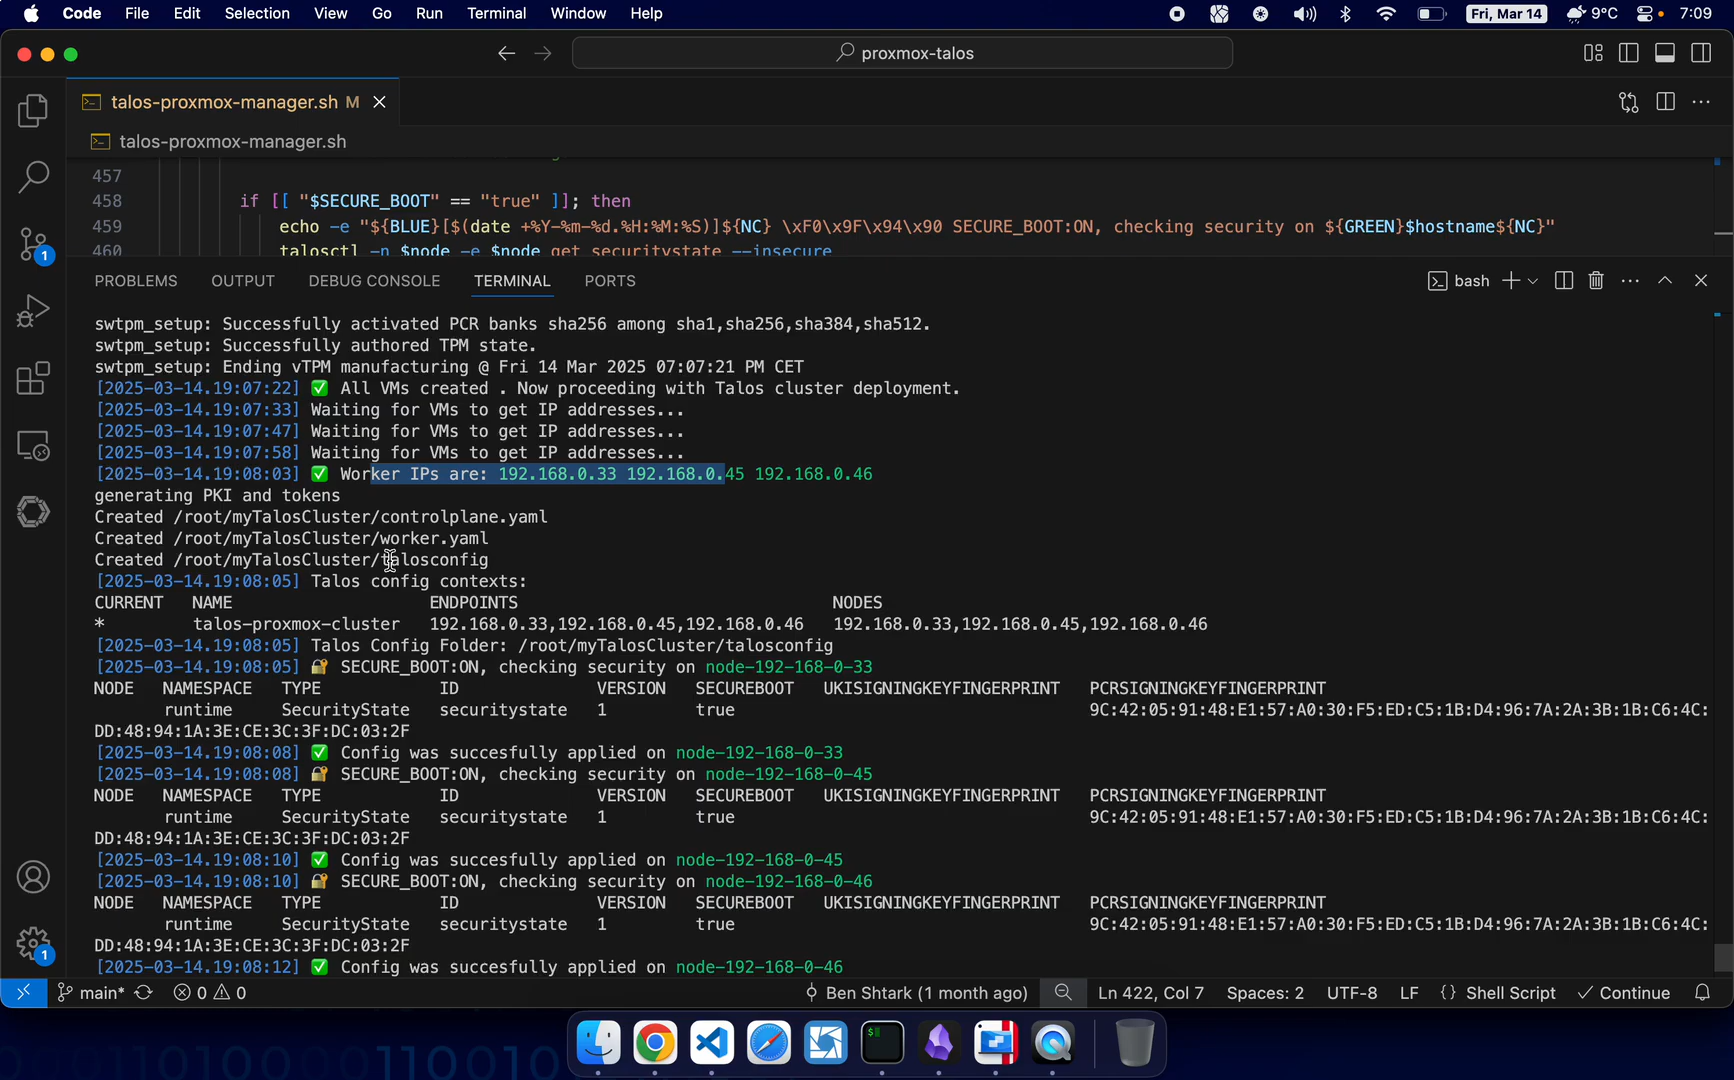 Code File Edit Selection View Go Run Terminal Window Help Fri, Mar 14 9°C 7:09
proxmox-talos
talos-proxmox-manager.sh M
talos-proxmox-manager.sh
457
458 if [[ "$SECURE_BOOT" == "true" ]]; then
459 echo -e "${BLUE}[$(date +%Y-%m-%d.%H:%M:%S)]${NC} \xF0\x9F\x94\x90 SECURE_BOOT:ON, checking security on ${GREEN}$hostname${NC}"
460 talosctl -n $node -e $node get securitystate --insecure
PROBLEMS OUTPUT DEBUG CONSOLE TERMINAL PORTS bash
swtpm_setup: Successfully activated PCR banks sha256 among sha1,sha256,sha384,sha512.
swtpm_setup: Successfully authored TPM state.
swtpm_setup: Ending vTPM manufacturing @ Fri 14 Mar 2025 07:07:21 PM CET
[2025-03-14.19:07:22] ✅ All VMs created . Now proceeding with Talos cluster deployment.
[2025-03-14.19:07:33] Waiting for VMs to get IP addresses...
[2025-03-14.19:07:47] Waiting for VMs to get IP addresses...
[2025-03-14.19:07:58] Waiting for VMs to get IP addresses...
[2025-03-14.19:08:03] ✅ Worker IPs are: 192.168.0.33 192.168.0.45 192.168.0.46
generating PKI and tokens
Created /root/myTalosCluster/controlplane.yaml
Created /root/myTalosCluster/worker.yaml
Created /root/myTalosCluster/talosconfig
[2025-03-14.19:08:05] Talos config contexts:
CURRENT NAME ENDPOINTS NODES
* talos-proxmox-cluster 192.168.0.33,192.168.0.45,192.168.0.46 192.168.0.33,192.168.0.45,192.168.0.46
[2025-03-14.19:08:05] Talos Config Folder: /root/myTalosCluster/talosconfig
[2025-03-14.19:08:05] 🔐 SECURE_BOOT:ON, checking security on node-192-168-0-33
NODE NAMESPACE TYPE ID VERSION SECUREBOOT UKISIGNINGKEYFINGERPRINT PCRSIGNINGKEYFINGERPRINT
runtime SecurityState securitystate 1 true 9C:42:05:91:48:E1:57:A0:30:F5:ED:C5:1B:D4:96:7A:2A:3B:1B:C6:4C:
DD:48:94:1A:3E:CE:3C:3F:DC:03:2F
[2025-03-14.19:08:08] ✅ Config was succesfully applied on node-192-168-0-33
[2025-03-14.19:08:08] 🔐 SECURE_BOOT:ON, checking security on node-192-168-0-45
NODE NAMESPACE TYPE ID VERSION SECUREBOOT UKISIGNINGKEYFINGERPRINT PCRSIGNINGKEYFINGERPRINT
runtime SecurityState securitystate 1 true 9C:42:05:91:48:E1:57:A0:30:F5:ED:C5:1B:D4:96:7A:2A:3B:1B:C6:4C:
DD:48:94:1A:3E:CE:3C:3F:DC:03:2F
[2025-03-14.19:08:10] ✅ Config was succesfully applied on node-192-168-0-45
[2025-03-14.19:08:10] 🔐 SECURE_BOOT:ON, checking security on node-192-168-0-46
NODE NAMESPACE TYPE ID VERSION SECUREBOOT UKISIGNINGKEYFINGERPRINT PCRSIGNINGKEYFINGERPRINT
runtime SecurityState securitystate 1 true 9C:42:05:91:48:E1:57:A0:30:F5:ED:C5:1B:D4:96:7A:2A:3B:1B:C6:4C:
DD:48:94:1A:3E:CE:3C:3F:DC:03:2F
[2025-03-14.19:08:12] ✅ Config was succesfully applied on node-192-168-0-46
main* 0 0 Ben Shtark (1 month ago) Ln 422, Col 7 Spaces: 2 UTF-8 LF {} Shell Script ✓ Continue